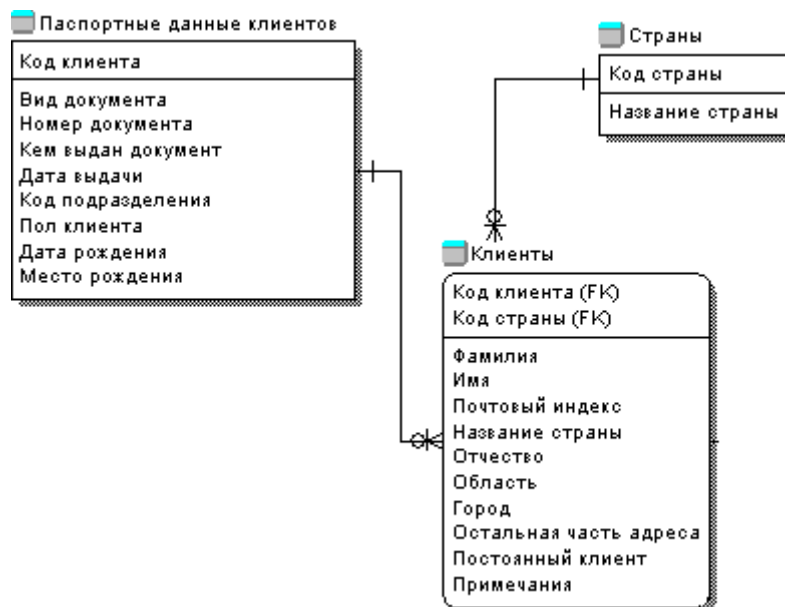 Паспортные данные клиентов
Код клиента
Вид документа
Номер документа
Кем выдан документ
Дата выдачи
Код подразделения
Пол клиента
Дата рождения
Место рождения
Страны
Код страны
Название страны
Клиенты
Код клиента (FK)
Код страны (FK)
Фамилия
Имя
Почтовый индекс
Название страны
Отчество
Область
Город
Остальная часть адреса
Постоянный клиент
Примечания